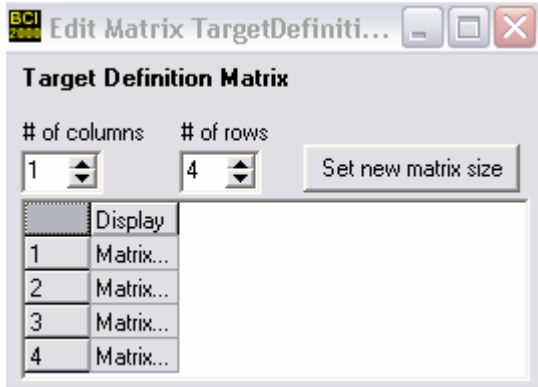 BCI 2000 Edit Matrix TargetDefiniti...
Target Definition Matrix
# of columns # of rows
1 4 Set new matrix size
Display
1 Matrix...
2 Matrix...
3 Matrix...
4 Matrix...